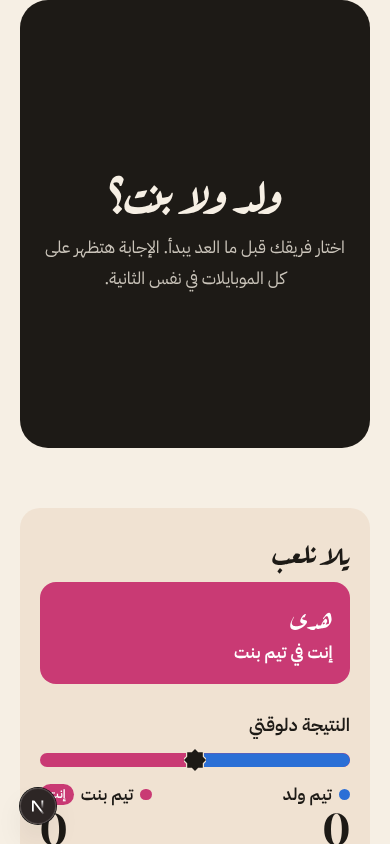 ولد ولا بنت؟
اختار فريقك قبل ما العد يبدأ. الإجابة هتظهر على
كل الموبايلات في نفس الثانية.
يلا نلعب
هدى
إنت في تيم بنت
النتيجة دلوقتي
تيم ولد
تيم بنت
0
0
N